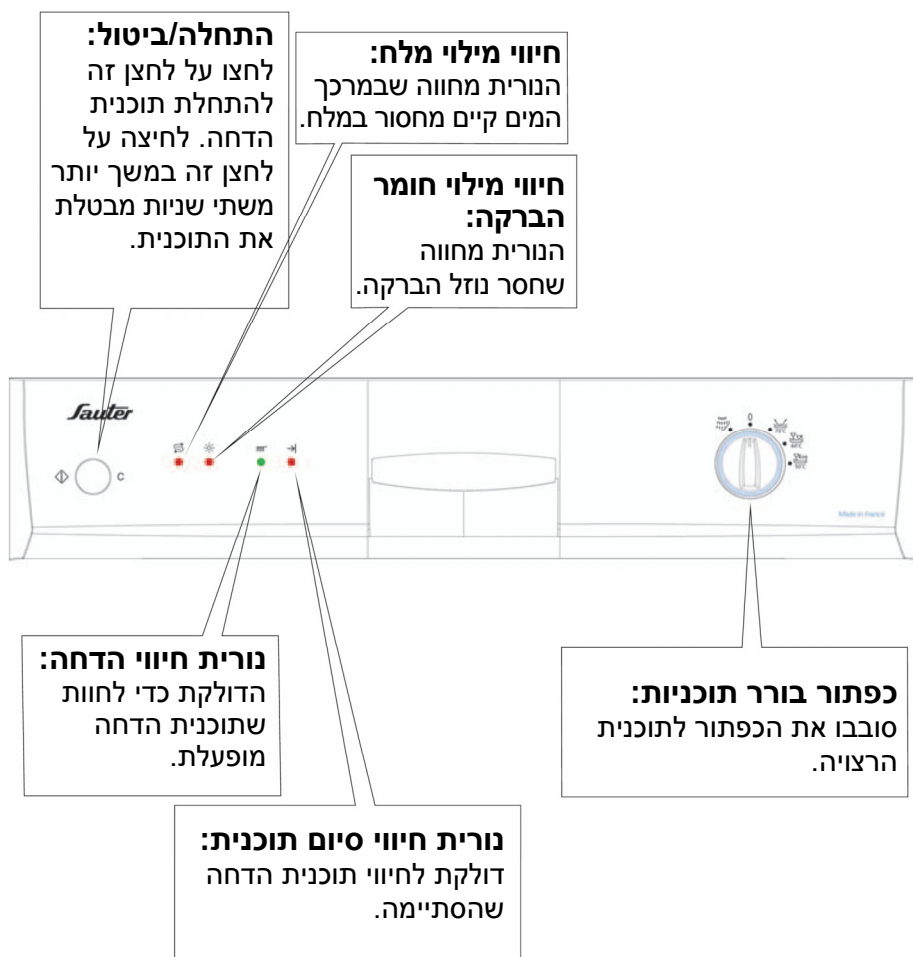 התחלה/ביטול:
לחצו על לחצן זה
להתחלת תוכנית
הדחה. לחיצה על
לחצן זה במשך יותר
משתי שניות מבטלת
את התוכנית.
חיווי מילוי מלח:
הנורית מחווה שבמרכך
המים קיים מחסור במלח.
חיווי מילוי חומר
הברקה:
הנורית מחווה
שחסר נוזל הברקה.
Sauter
C
0
Made in France
נורית חיווי הדחה:
הדולקת כדי לחוות
שתוכנית הדחה
מופעלת.
כפתור בורר תוכניות:
סובבו את הכפתור לתוכנית
הרצויה.
נורית חיווי סיום תוכנית:
דולקת לחיווי תוכנית הדחה
שהסתיימה.